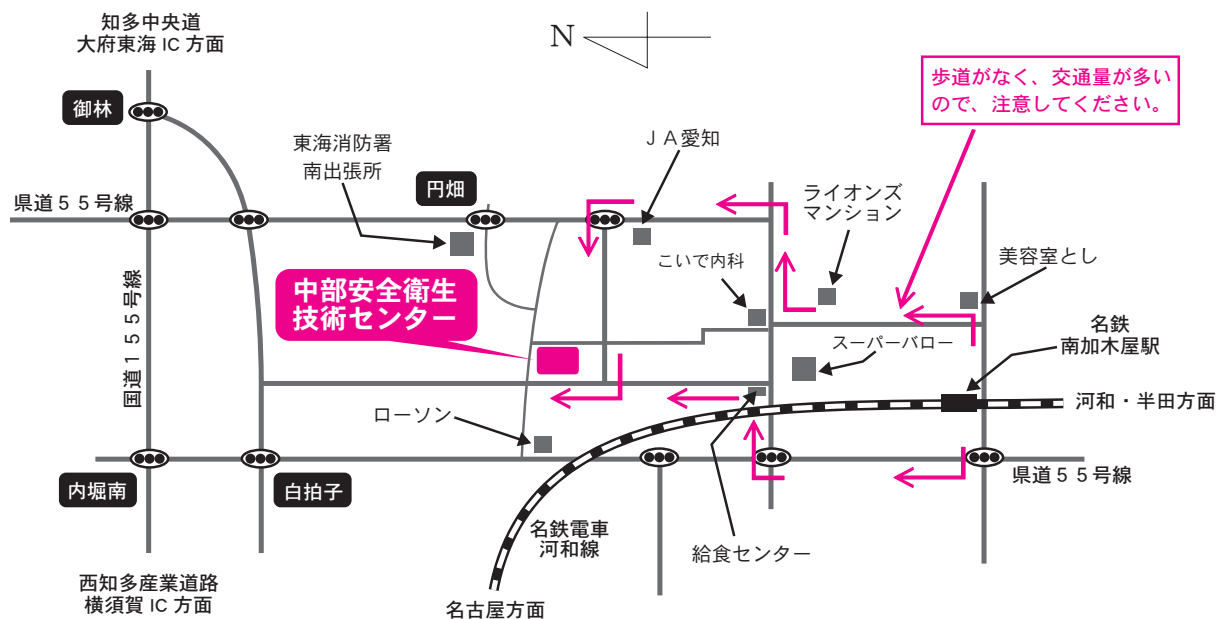 知多中央道
大府東海 IC 方面
N
歩道がなく、交通量が多い
ので、注意してください。
御林
東海消防署
南出張所
JA愛知
円畑
ライオンズ
マンション
県道55号線
こいで内科
美容室とし
中部安全衛生
技術センター
国道155号線
スーパーバロー
名鉄
南加木屋駅
河和・半田方面
ローソン
県道55号線
内堀南
白拍子
名鉄電車
河和線
給食センター
西知多産業道路
横須賀 IC 方面
名古屋方面